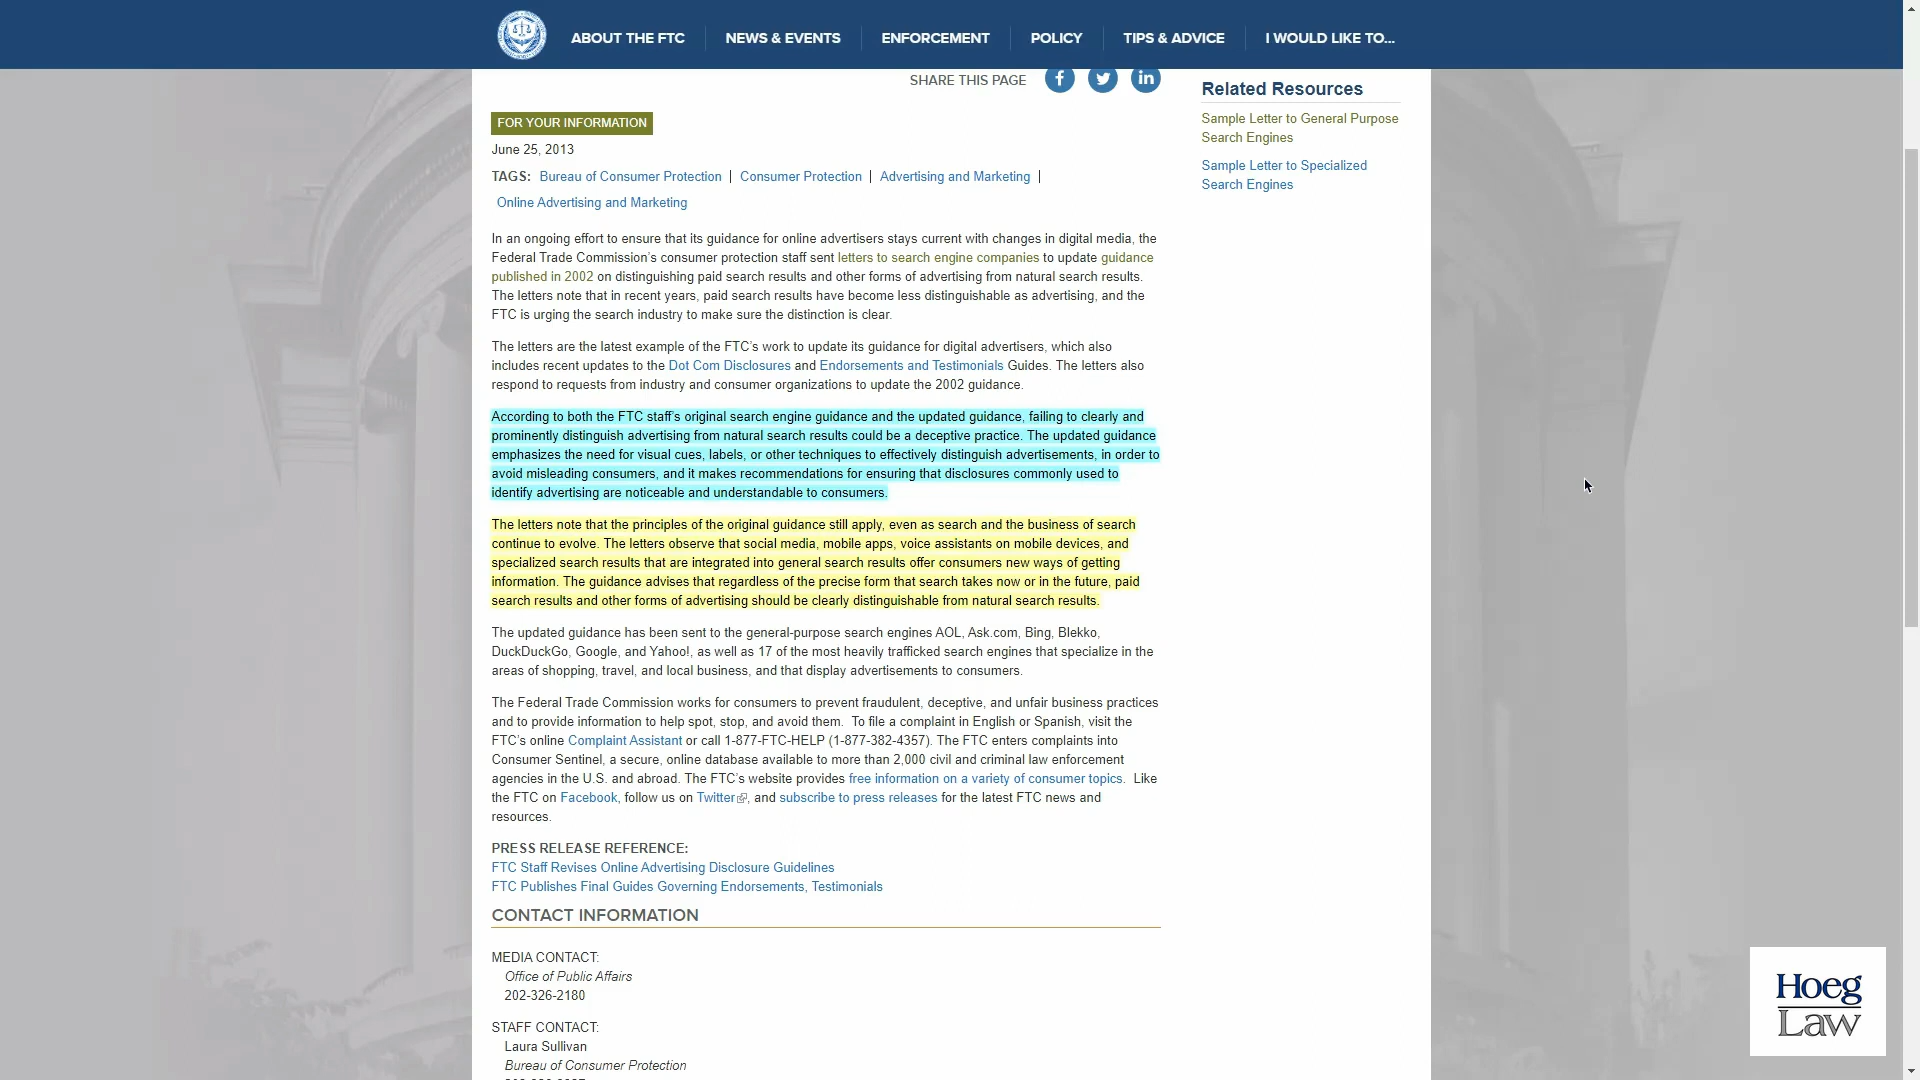 ABOUT THE FTC
NEWS & EVENTS
ENFORCEMENT
POLICY
TIPS & ADVICE
I WOULD LIKE TO...
SHARE THIS PAGE
FOR YOUR INFORMATION
June 25, 2013
TAGS: Bureau of Consumer Protection | Consumer Protection | Advertising and Marketing |
Online Advertising and Marketing
In an ongoing effort to ensure that its guidance for online advertisers stays current with changes in digital media, the
Federal Trade Commission's consumer protection staff sent letters to search engine companies to update guidance
published in 2002 on distinguishing paid search results and other forms of advertising from natural search results.
The letters note that in recent years, paid search results have become less distinguishable as advertising, and the
FTC is urging the search industry to make sure the distinction is clear.
The letters are the latest example of the FTC's work to update its guidance for digital advertisers, which also
includes recent updates to the Dot Com Disclosures and Endorsements and Testimonials Guides. The letters also
respond to requests from industry and consumer organizations to update the 2002 guidance.
According to both the FTC staff's original search engine guidance and the updated guidance, failing to clearly and
prominently distinguish advertising from natural search results could be a deceptive practice. The updated guidance
emphasizes the need for visual cues, labels, or other techniques to effectively distinguish advertisements, in order to
avoid misleading consumers, and it makes recommendations for ensuring that disclosures commonly used to
identify advertising are noticeable and understandable to consumers.
The letters note that the principles of the original guidance still apply, even as search and the business of search
continue to evolve. The letters observe that social media, mobile apps, voice assistants on mobile devices, and
specialized search results that are integrated into general search results offer consumers new ways of getting
information. The guidance advises that regardless of the precise form that search takes now or in the future, paid
search results and other forms of advertising should be clearly distinguishable from natural search results.
The updated guidance has been sent to the general-purpose search engines AOL, Ask.com, Bing, Blekko,
DuckDuckGo, Google, and Yahoo!, as well as 17 of the most heavily trafficked search engines that specialize in the
areas of shopping, travel, and local business, and that display advertisements to consumers.
The Federal Trade Commission works for consumers to prevent fraudulent, deceptive, and unfair business practices
and to provide information to help spot, stop, and avoid them.  To file a complaint in English or Spanish, visit the
FTC's online Complaint Assistant or call 1-877-FTC-HELP (1-877-382-4357). The FTC enters complaints into
Consumer Sentinel, a secure, online database available to more than 2,000 civil and criminal law enforcement
agencies in the U.S. and abroad. The FTC's website provides free information on a variety of consumer topics.  Like
the FTC on Facebook, follow us on Twitter, and subscribe to press releases for the latest FTC news and
resources.
PRESS RELEASE REFERENCE:
FTC Staff Revises Online Advertising Disclosure Guidelines
FTC Publishes Final Guides Governing Endorsements, Testimonials
CONTACT INFORMATION
MEDIA CONTACT:
Office of Public Affairs
202-326-2180
STAFF CONTACT:
Laura Sullivan
Bureau of Consumer Protection
Related Resources
Sample Letter to General Purpose
Search Engines
Sample Letter to Specialized
Search Engines
Hoeg
Law